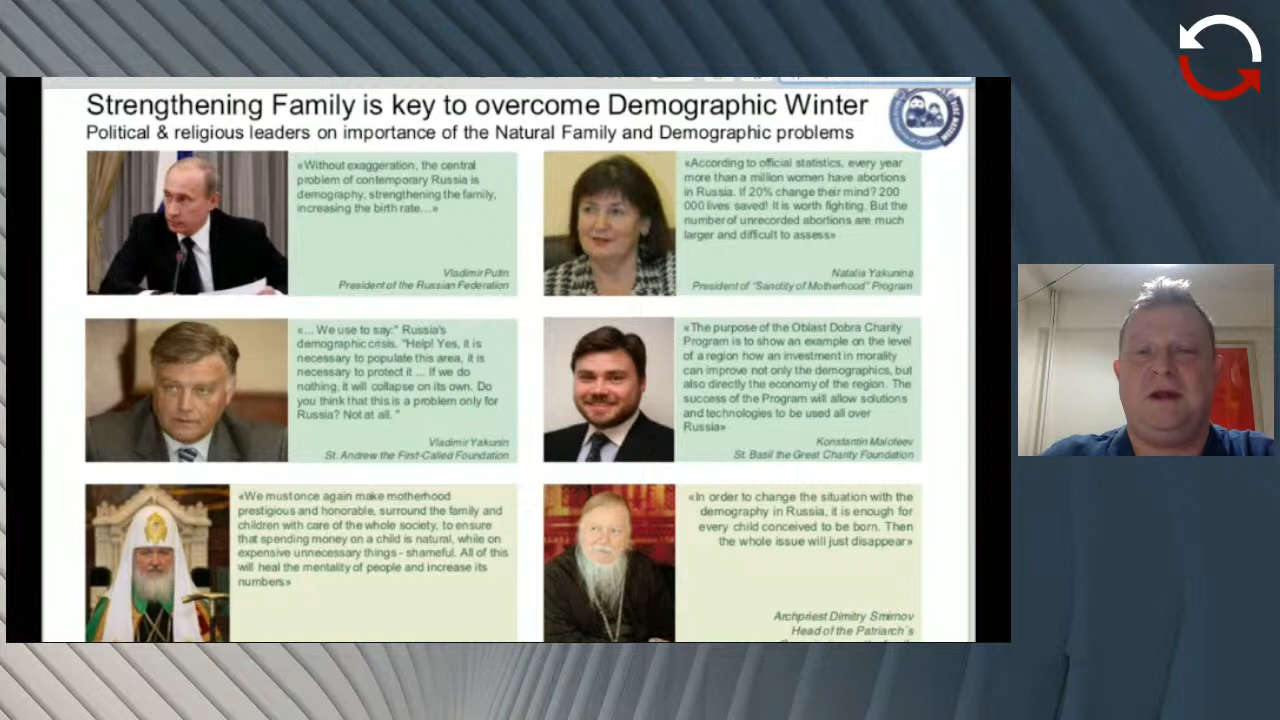 Strengthening Family is key to overcome Demographic Winter
Political & religious leaders on importance of the Natural Family and Demographic problems
«Without exaggeration, the central
problem of contemporary Russia is
demography, strengthening the family,
increasing the birth rate…»
Vladimir Putin
President of the Russian Federation
«According to official statistics, every year
more than a million women have abortions
in Russia. If 20% change their mind? 200
000 lives saved! It is worth fighting. But the
number of unrecorded abortions are much
larger and difficult to assess»
Natalia Yakunina
President of "Sanctity of Motherhood" Program
«... We use to say:" Russia's
demographic crisis. "Help! Yes, it is
necessary to populate this area, it is
necessary to protect it ... If we do
nothing, it will collapse on its own. Do
you think that this is a problem only for
Russia? Not at all. "
Vladimir Yakunin
St. Andrew the First-Called Foundation
«The purpose of the Oblast Dobra Charity
Program is to show an example on the level
of a region how an investment in morality
can improve not only the demographics, but
also directly the economy of the region. The
success of the Program will allow solutions
and technologies to be used all over
Russia»
Konstantin Malofeev
St. Basil the Great Charity Foundation
«We must once again make motherhood
prestigious and honorable, surround the family and
children with care of the whole society, to ensure
that spending money on a child is natural, while on
expensive unnecessary things - shameful. All of this
will heal the mentality of people and increase its
numbers»
«In order to change the situation with the
demography in Russia, it is enough for
every child conceived to be born. Then
the whole issue will just disappear»
Archpriest Dimitry Smirnov
Head of the Patriarch`s